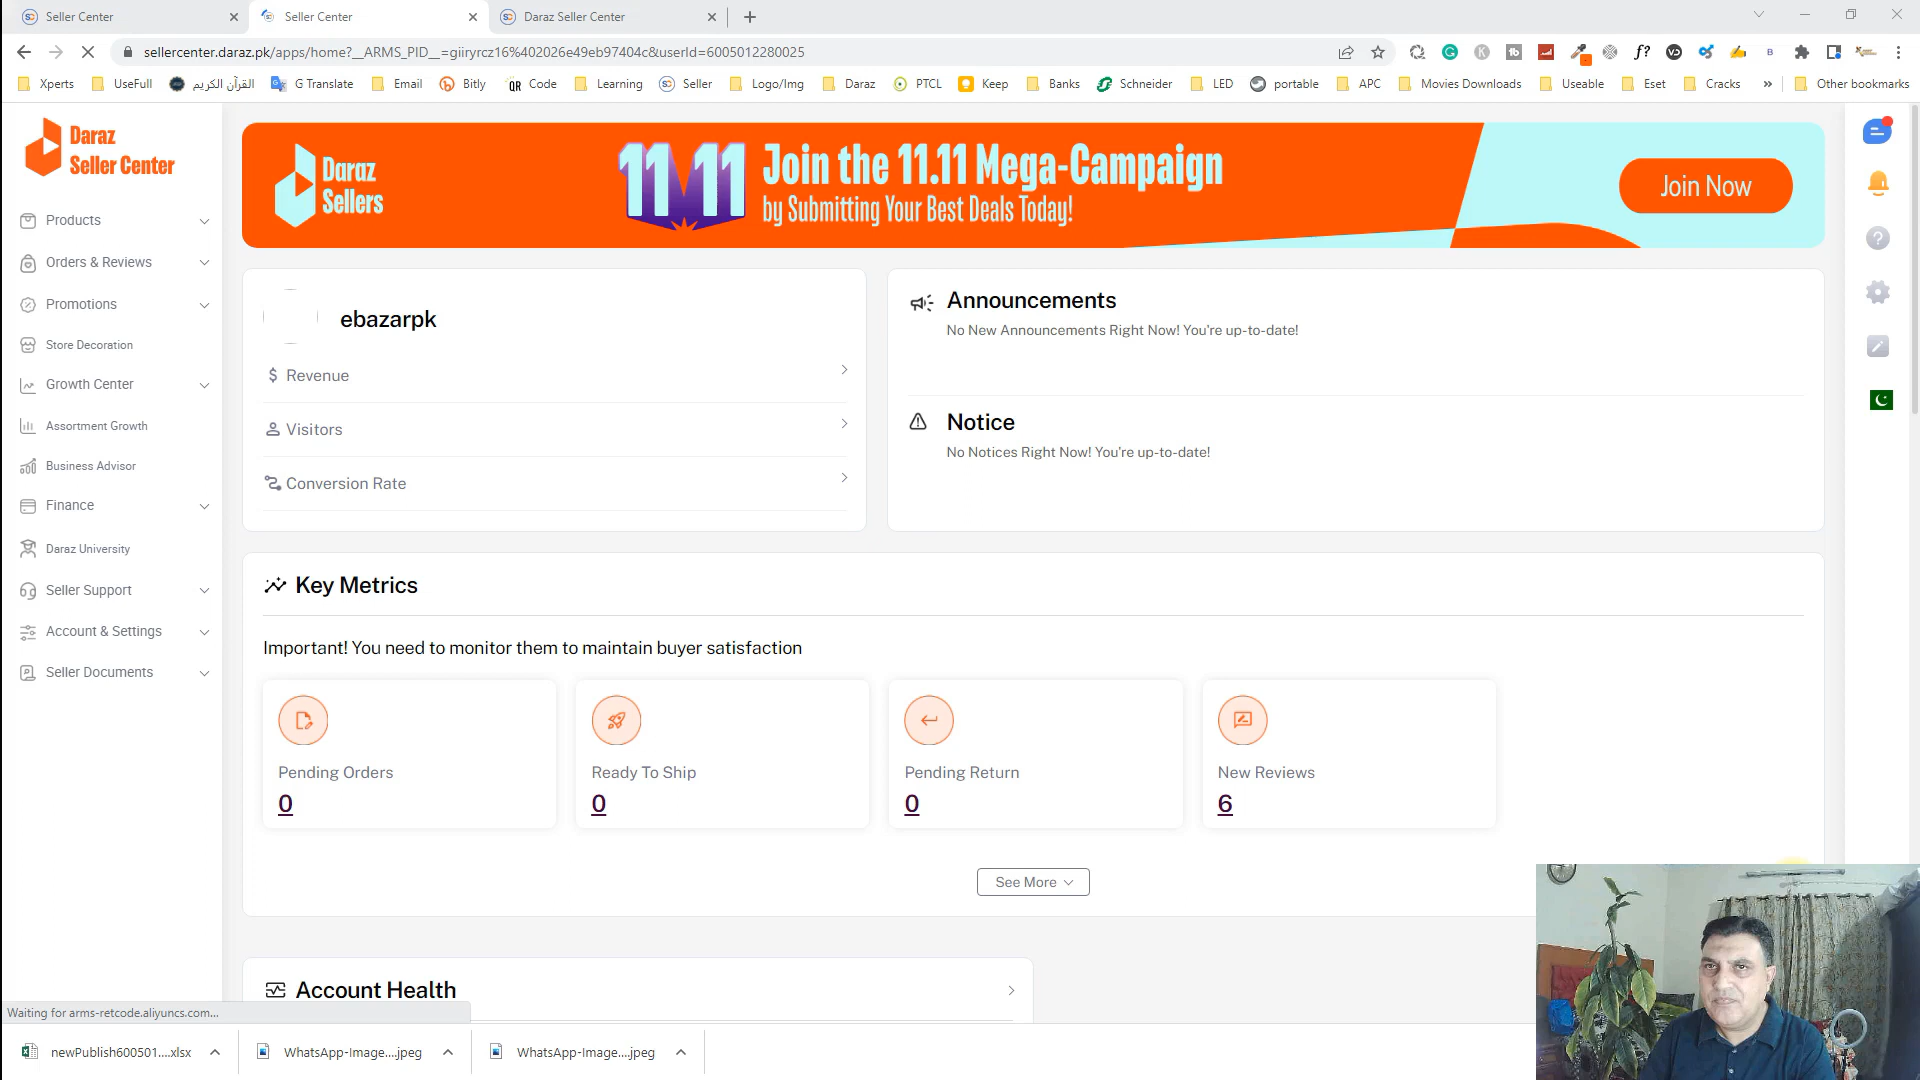 Seller Center
Seller Center
Daraz Seller Center
sellercenter.daraz.pk/apps/home?__ARMS_PID__=giiryrcz16%402026e49eb97404c&userId=6005012280025
Xperts
UseFull
القرآن الكريم
G Translate
Email
Bitly
Code
Learning
Seller
Logo/Img
Daraz
PTCL
Keep
Banks
Schneider
LED
portable
APC
Movies Downloads
Useable
Eset
Cracks
Other bookmarks
Daraz
Seller Center
Daraz
Sellers
11 11
Join the 11.11 Mega-Campaign
by Submitting Your Best Deals Today!
Join Now
Products
Orders & Reviews
Promotions
Store Decoration
Growth Center
Assortment Growth
Business Advisor
Finance
Daraz University
Seller Support
Account & Settings
Seller Documents
ebazarpk
Revenue
Visitors
Conversion Rate
Announcements
No New Announcements Right Now! You're up-to-date!
Notice
No Notices Right Now! You're up-to-date!
Key Metrics
Important! You need to monitor them to maintain buyer satisfaction
Pending Orders
0
Ready To Ship
0
Pending Return
0
New Reviews
6
See More
Account Health
Waiting for arms-retcode.aliyuncs.com...
newPublish600501....xlsx
WhatsApp-Image....jpeg
WhatsApp-Image....jpeg